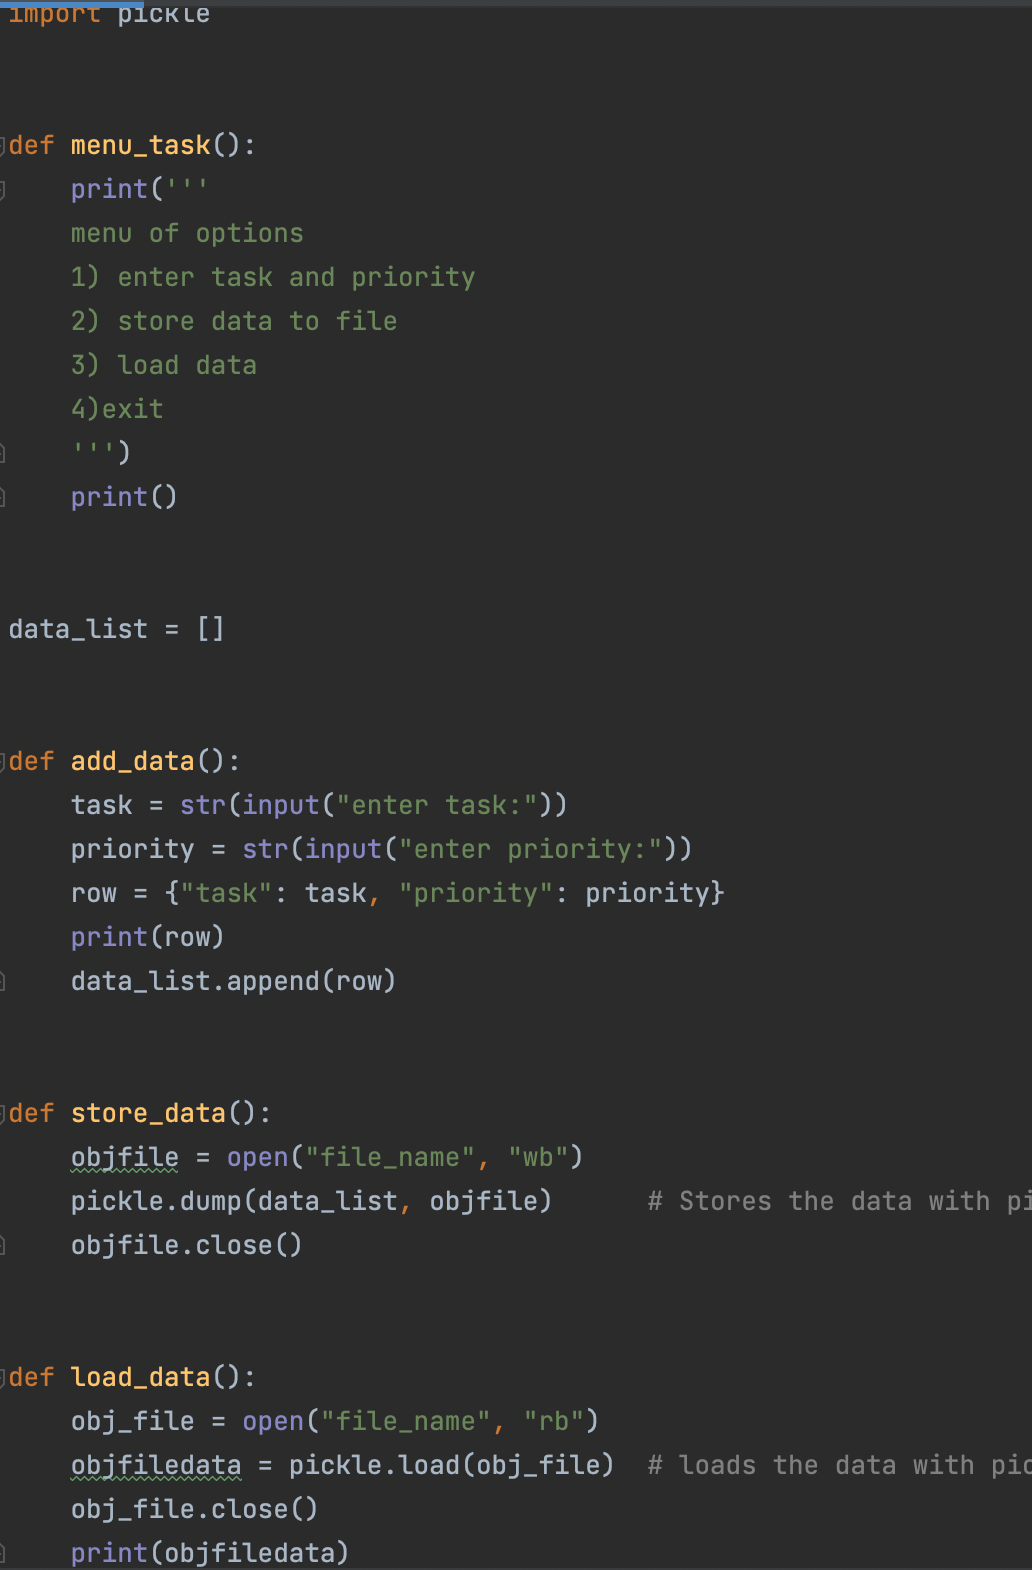 import pickle
def menu_task():
    print('''
    menu of options
    1) enter task and priority
    2) store data to file
    3) load data
    4)exit
    ''')
    print()
data_list = []
def add_data():
    task = str(input("enter task:"))
    priority = str(input("enter priority:"))
    row = {"task": task, "priority": priority}
    print(row)
    data_list.append(row)
def store_data():
    objfile = open("file_name", "wb")
    pickle.dump(data_list, objfile)      # Stores the data with pi
    objfile.close()
def load_data():
    obj_file = open("file_name", "rb")
    objfiledata = pickle.load(obj_file)  # loads the data with pic
    obj_file.close()
    print(objfiledata)